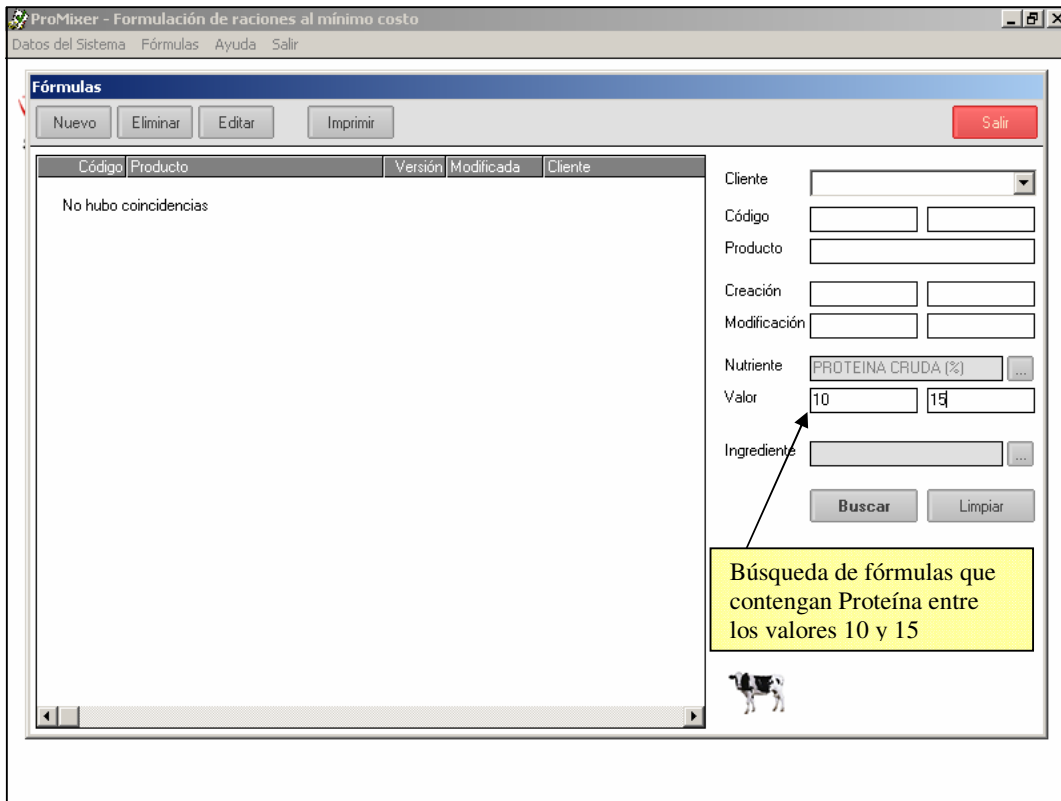 ProMixer - Formulación de raciones al mínimo costo
Datos del Sistema Fórmulas Ayuda Salir
Fórmulas
Nuevo Eliminar Editar Imprimir Salir
Código Producto Versión Modificada Cliente
No hubo coincidencias
Cliente
Código
Producto
Creación
Modificación
Nutriente PROTEINA CRUDA (%) ...
Valor 10 15
Ingrediente ...
Buscar Limpiar
Búsqueda de fórmulas que
contengan Proteína entre
los valores 10 y 15